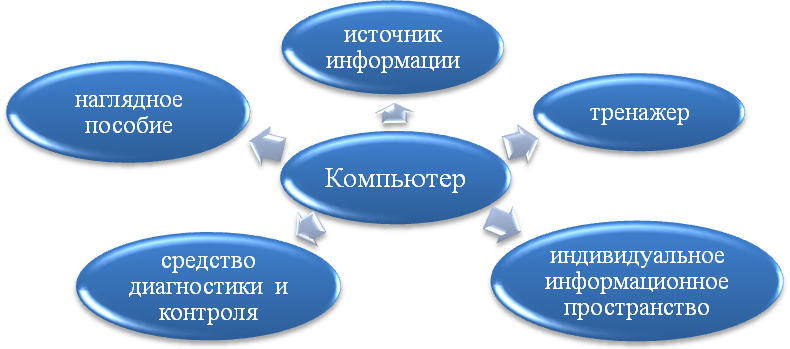 источник
информации
наглядное
пособие
тренажер
Компьютер
средство
диагностики и
контроля
индивидуальное
информационное
пространство